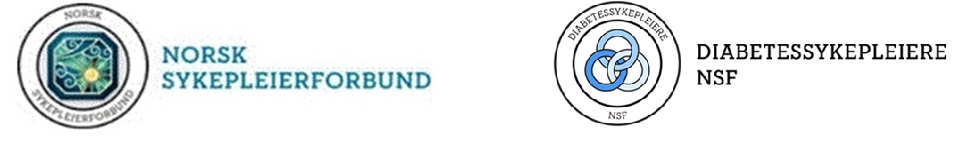 NORSK
SYKEPLEIERFORBUND
NORSK
SYKEPLEIERFORBUND
DIABETESSYKEPLEIERE
NSF
DIABETESSYKEPLEIERE
NSF